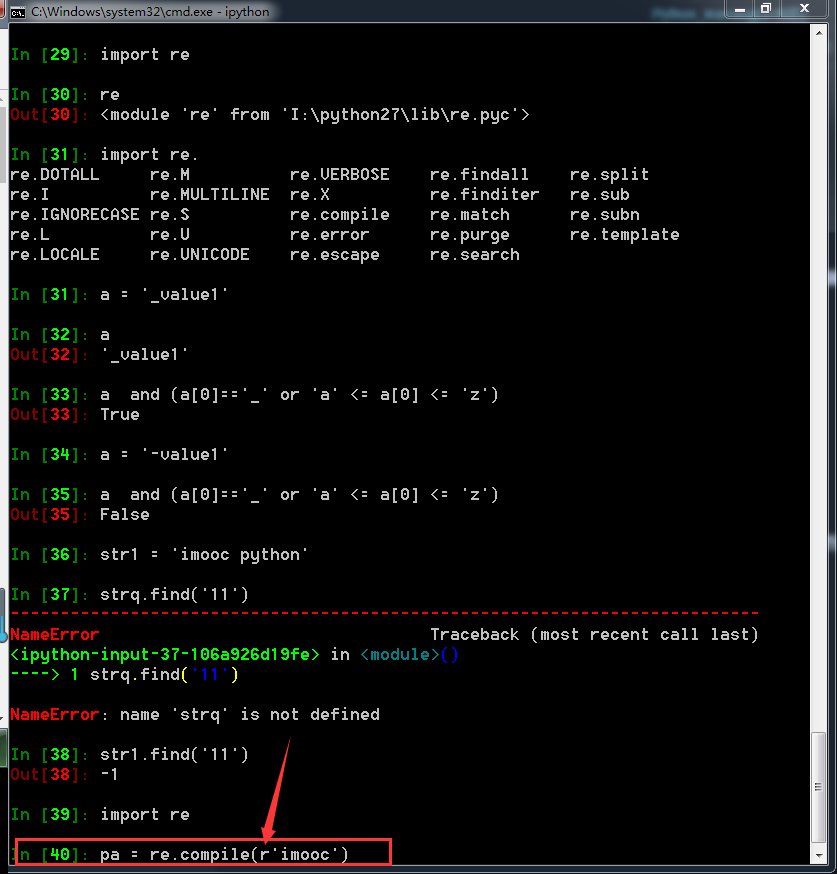 C:\Windows\system32\cmd.exe - ipython
In [29]: import re
In [30]: re
Out[30]: <module 're' from 'I:\python27\lib\re.pyc'>
In [31]: import re.
re.DOTALL re.M re.VERBOSE re.findall re.split
re.I re.MULTILINE re.X re.finditer re.sub
re.IGNORECASE re.S re.compile re.match re.subn
re.L re.U re.error re.purge re.template
re.LOCALE re.UNICODE re.escape re.search
In [31]: a = '_value1'
In [32]: a
Out[32]: '_value1'
In [33]: a  and (a[0]=='_' or 'a' <= a[0] <= 'z')
Out[33]: True
In [34]: a = '-value1'
In [35]: a  and (a[0]=='_' or 'a' <= a[0] <= 'z')
Out[35]: False
In [36]: str1 = 'imooc python'
In [37]: strq.find('11')
---------------------------------------------------------------------------
NameError Traceback (most recent call last)
<ipython-input-37-106a926d19fe> in <module>()
----> 1 strq.find('11')
NameError: name 'strq' is not defined
In [38]: str1.find('11')
Out[38]: -1
In [39]: import re
In [40]: pa = re.compile(r'imooc')